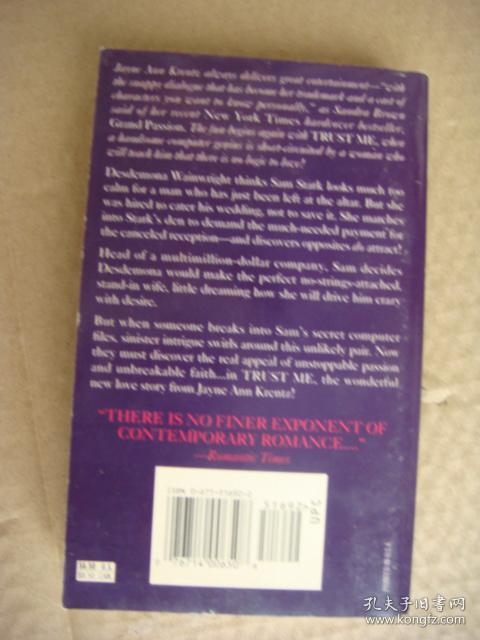 Jayne Ann Krentz always delivers great entertainment—"with
the snappy dialogue that has become her trademark and a cast of
characters you want to know personally," as Sandra Brown
said of her recent New York Times hardcover bestseller,
Grand Passion. The fun begins again with TRUST ME, when
a handsome computer genius is short-circuited by a woman who
will teach him that there is no logic to love!
Desdemona Wainwright thinks Sam Stark looks much too
calm for a man who has just been left at the altar. But she
was hired to cater his wedding, not to save it. She marches
into Stark's den to demand the much-needed payment for
the canceled reception—and discovers opposites do attract!
Head of a multimillion-dollar company, Sam decides
Desdemona would make the perfect no-strings-attached,
stand-in wife, little dreaming how she will drive him crazy
with desire.
But when someone breaks into Sam's secret computer
files, sinister intrigue swirls around this unlikely pair. Now
they must discover the real appeal of unstoppable passion
and unbreakable faith...in TRUST ME, the wonderful
new love story from Jayne Ann Krentz!
"THERE IS NO FINER EXPONENT OF
CONTEMPORARY ROMANCE...."
—Romantic Times
ISBN 0-671-51692-2
51692
UPC
0 76714 00650
孔夫子旧书网
www.kongfz.com